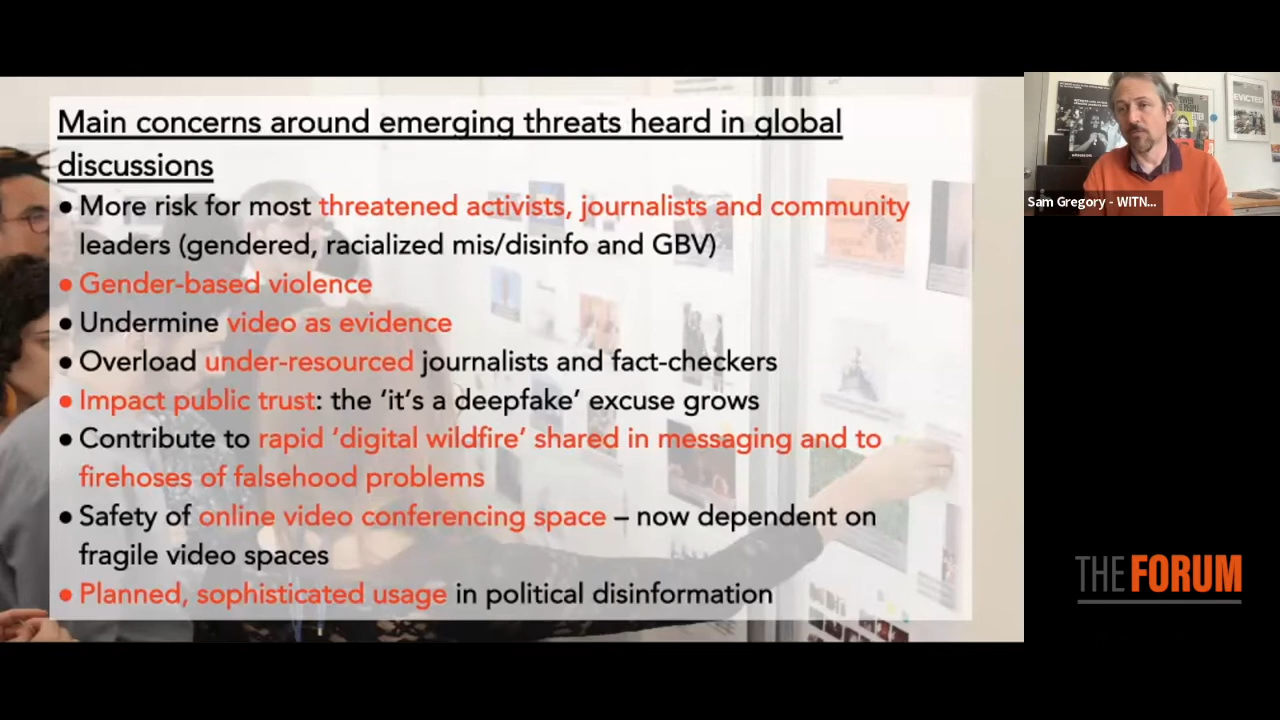 Main concerns around emerging threats heard in global
discussions
● More risk for most threatened activists, journalists and community
leaders (gendered, racialized mis/disinfo and GBV)
● Gender-based violence
● Undermine video as evidence
● Overload under-resourced journalists and fact-checkers
● Impact public trust: the ‘it’s a deepfake’ excuse grows
● Contribute to rapid ‘digital wildfire’ shared in messaging and to
firehoses of falsehood problems
● Safety of online video conferencing space – now dependent on
fragile video spaces
● Planned, sophisticated usage in political disinformation
EVICTED
Sam Gregory - WITN...
THE FORUM